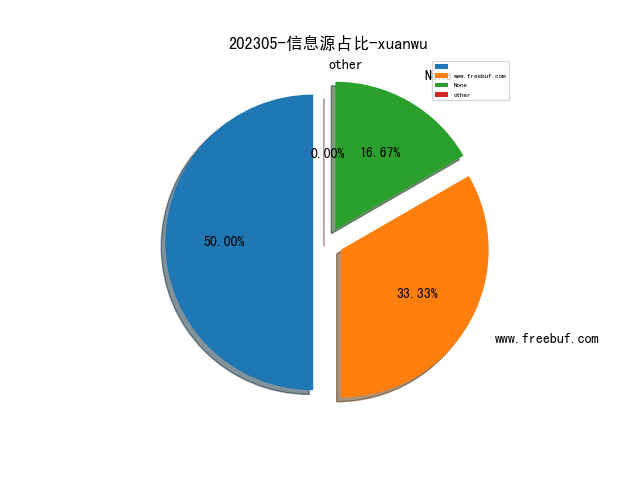 202305-信息源占比-xuanwu
other
www.freebuf.com
None
other
0.00%
16.67%
50.00%
33.33%
www.freebuf.com